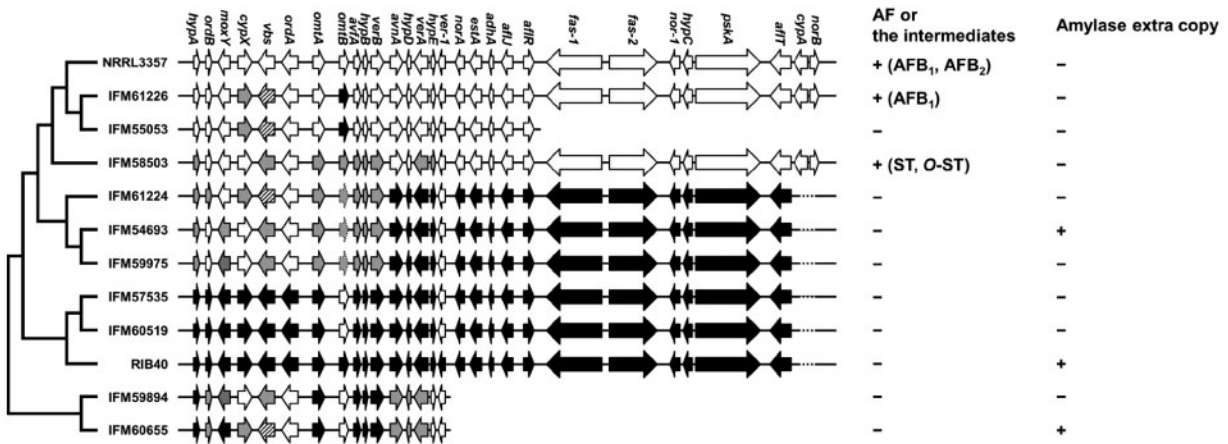 hypA ordB moxY cypX vbs ordA omtA omtB avfA hypB verB avnA hypD verA hypE ver-1 norA estA adhA aflJ aflR fas-1 fas-2 nor-1 hypC pskA aflT cypA norB
AF or
the intermediates
Amylase extra copy
NRRL3357 + (AFB₁, AFB₂) –
IFM61226 + (AFB₁) –
IFM55053 – –
IFM58503 + (ST, O-ST) –
IFM61224 – –
IFM54693 – +
IFM59975 – –
IFM57535 – –
IFM60519 – –
RIB40 – +
IFM59894 – –
IFM60655 – +